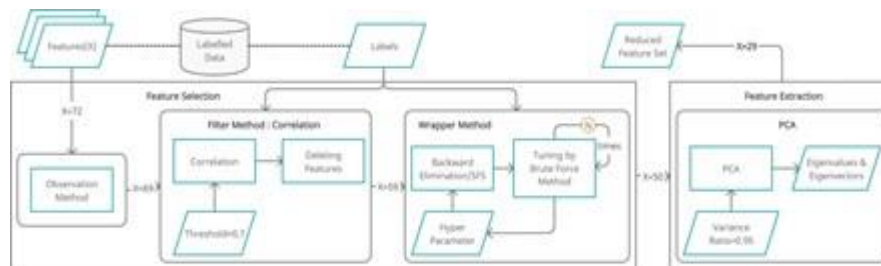 Features[X]
Labelled
Data
Labels
Reduced
Feature Set
X=29
X=72
Feature Selection
Feature Extraction
Filter Method : Correlation
Wrapper Method
PCA
Correlation
Deleting
Features
Backward
Elimination/SFS
Tuning by
Brute Force
Method
times
PCA
Eigenvalues &
Eigenvectors
Observation
Method
X=50
Threshold=0.7
Hyper
Parameter
Variance
Ratio=0.95